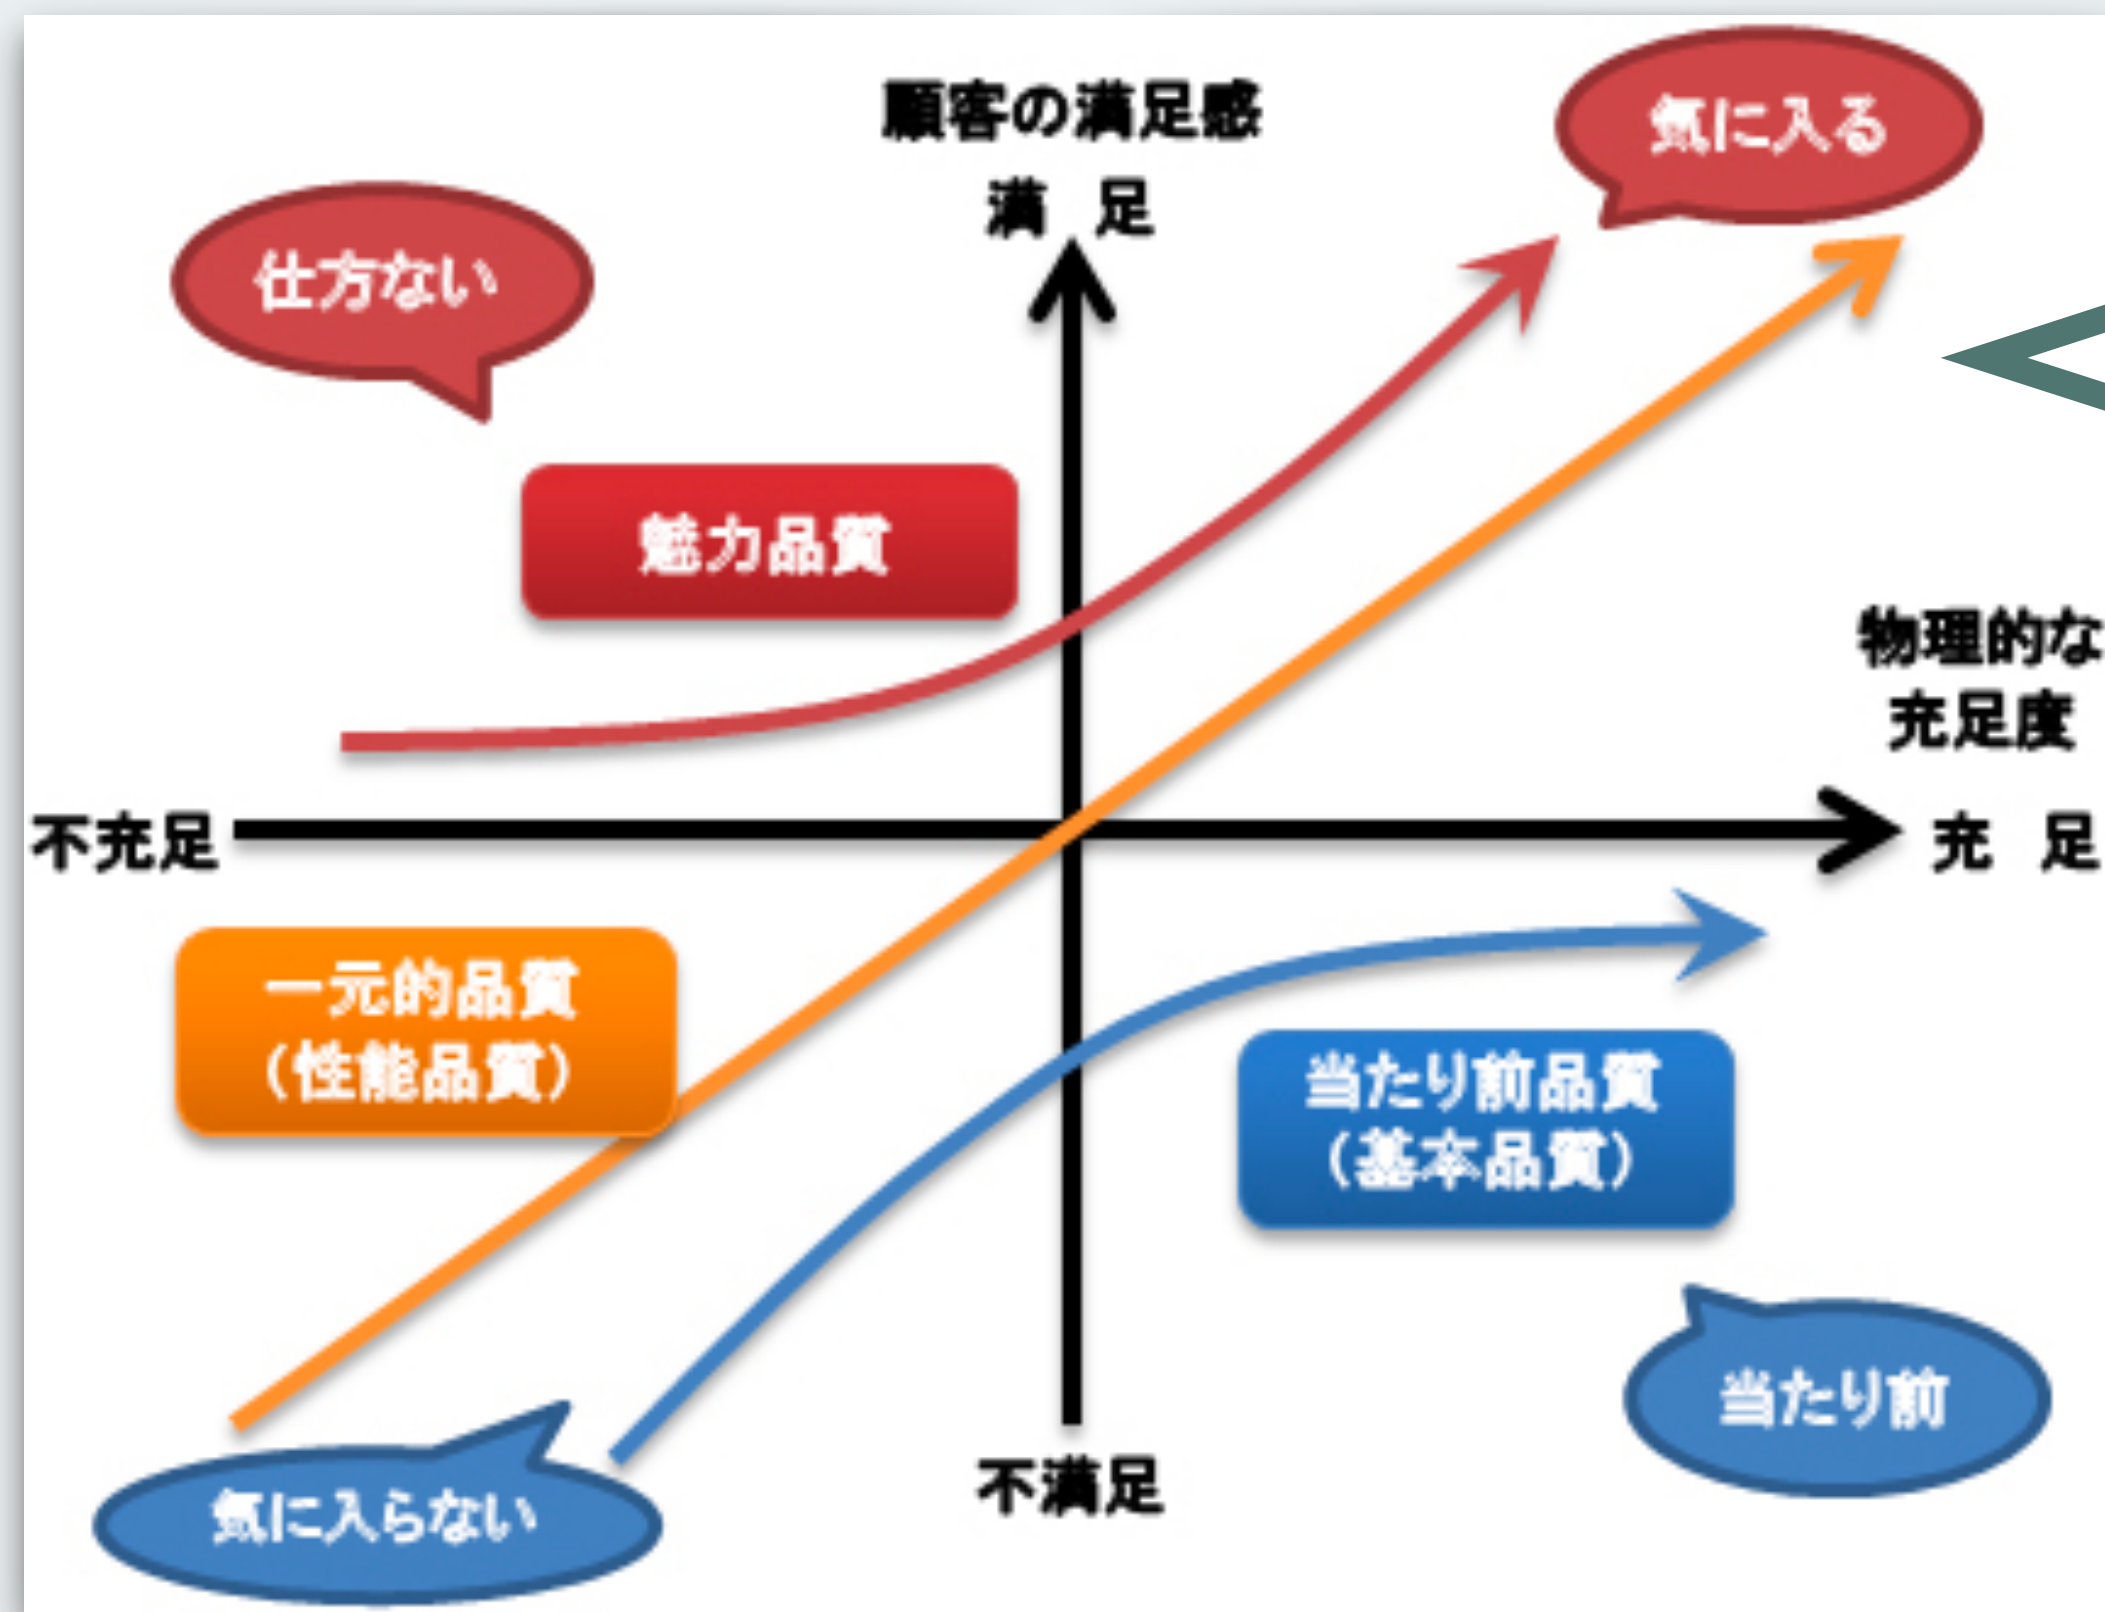 顧客の満足感
満 足
気に入る
仕方ない
魅力品質
物理的な
充足度
不充足
充 足
一元的品質
（性能品質）
当たり前品質
（基本品質）
当たり前
不満足
気に入らない